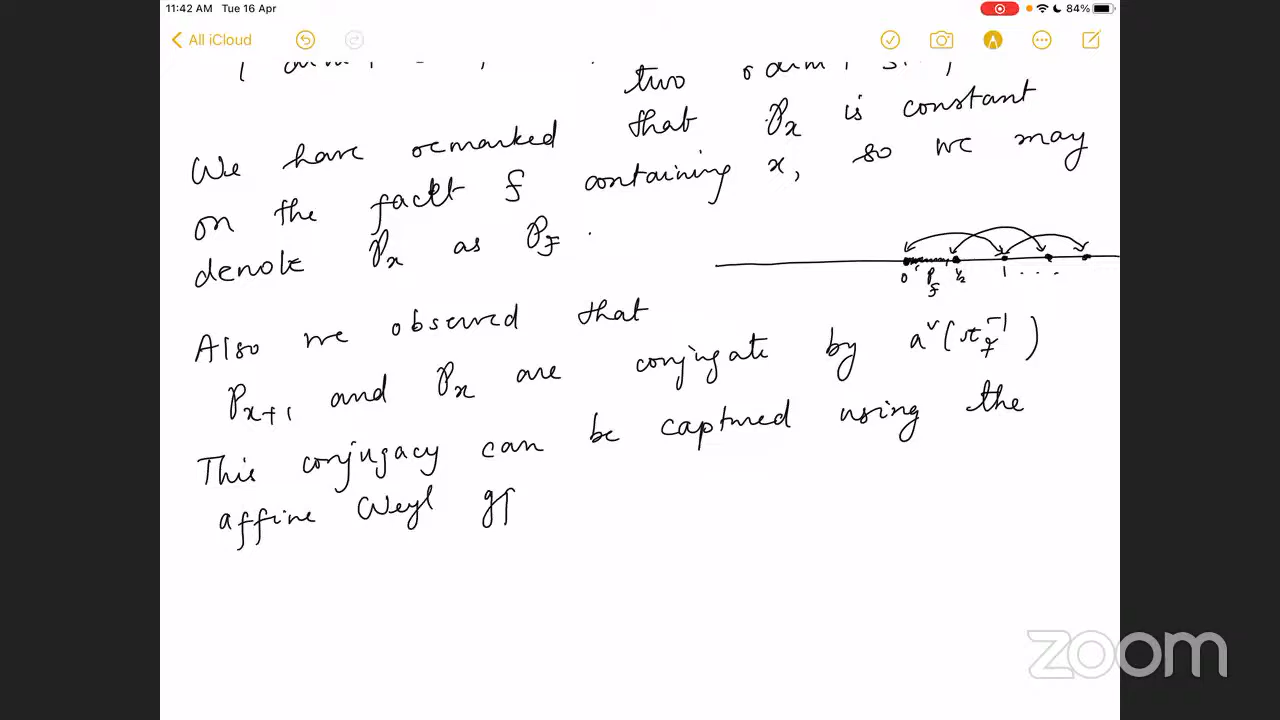 11:42 AM Tue 16 Apr
84%
All iCloud
two
We have remarked that 𝒫_x is constant
on the facet F containing x, so we may
denote 𝒫_x as 𝒫_F.
0 P_F ½ 1 . . .
Also we observed that
P_{x+1} and P_x are conjugate by a^∨(ϖ_F^{-1})
This conjugacy can be captured using the
affine Weyl gp
zoom